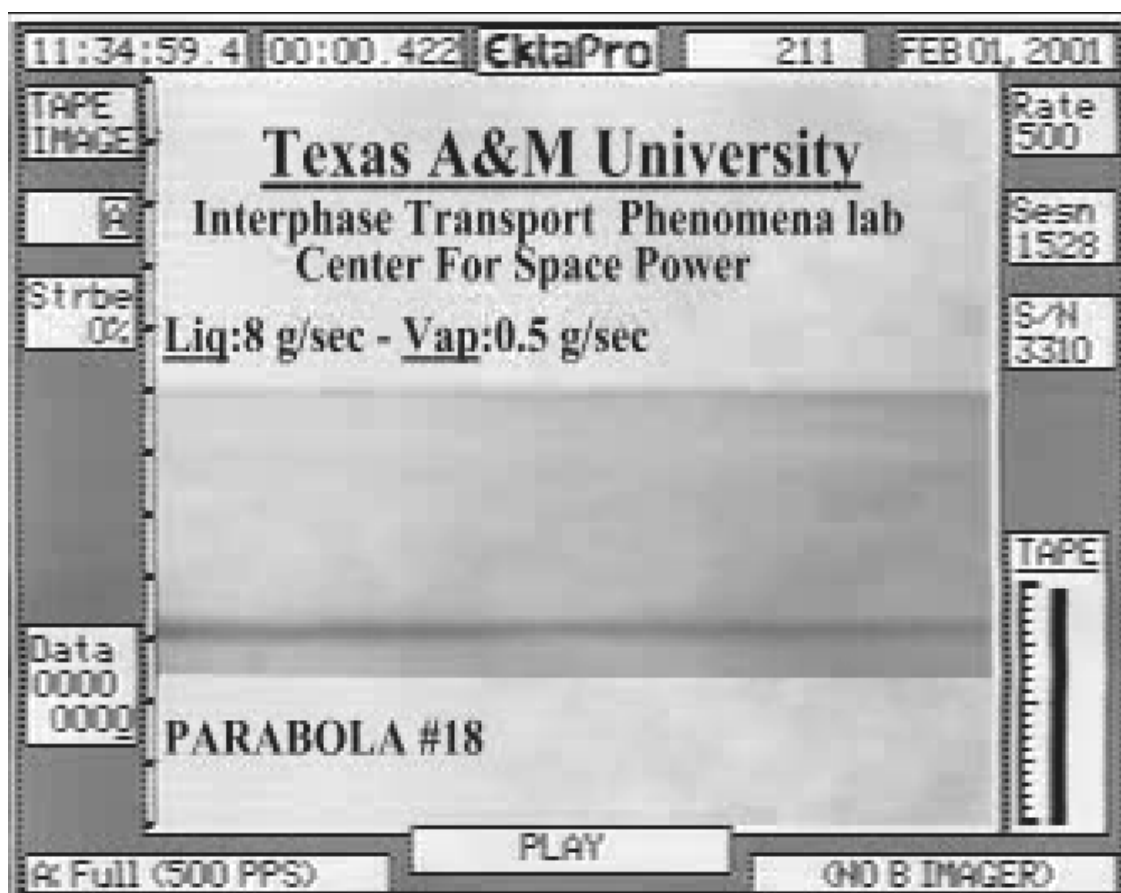 11:34:59.4 00:00.422 EktaPro 211 FEB 01, 2001
TAPE
IMAGE
A
Strbe
0%
Data
0000
0000
Texas A&M University
Interphase Transport Phenomena lab
Center For Space Power
Liq:8 g/sec - Vap:0.5 g/sec
PARABOLA #18
Rate
500
Sesn
1528
S/N
3310
TAPE
PLAY
A: Full (500 PPS)
(NO B IMAGER)